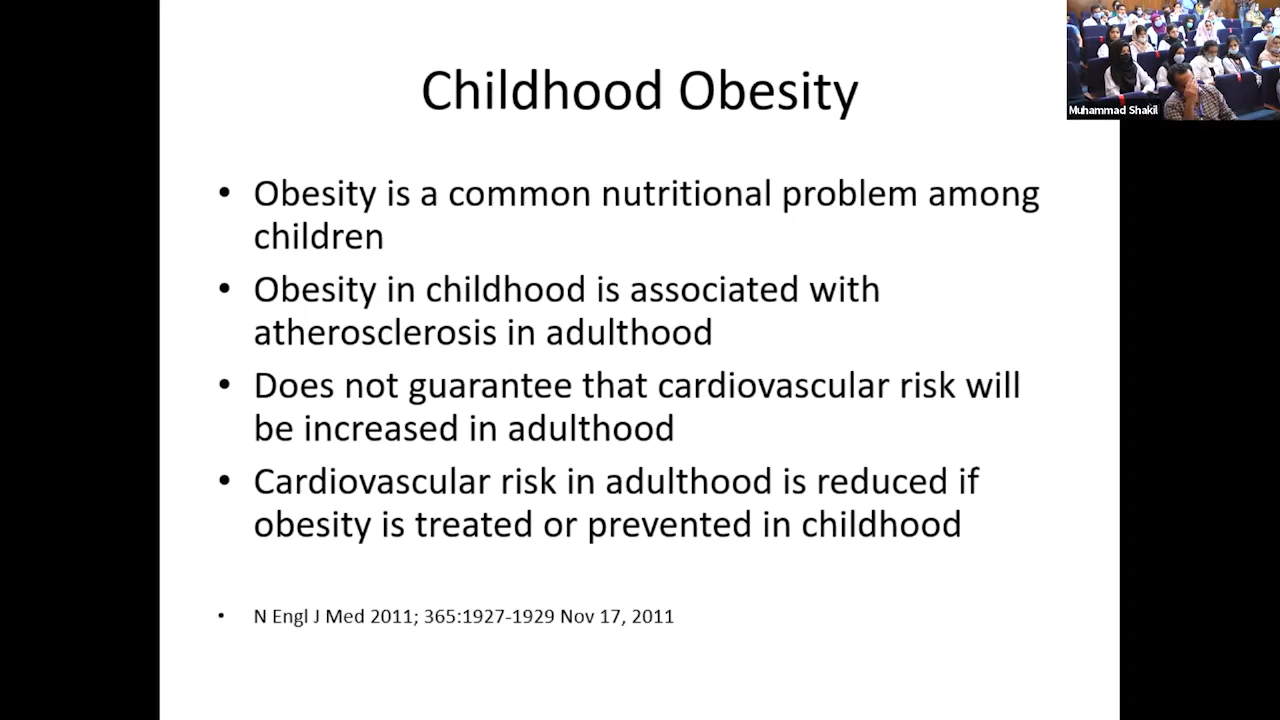 Childhood Obesity
• Obesity is a common nutritional problem among
children
• Obesity in childhood is associated with
atherosclerosis in adulthood
• Does not guarantee that cardiovascular risk will
be increased in adulthood
• Cardiovascular risk in adulthood is reduced if
obesity is treated or prevented in childhood
• N Engl J Med 2011; 365:1927-1929 Nov 17, 2011
Muhammad Shakil